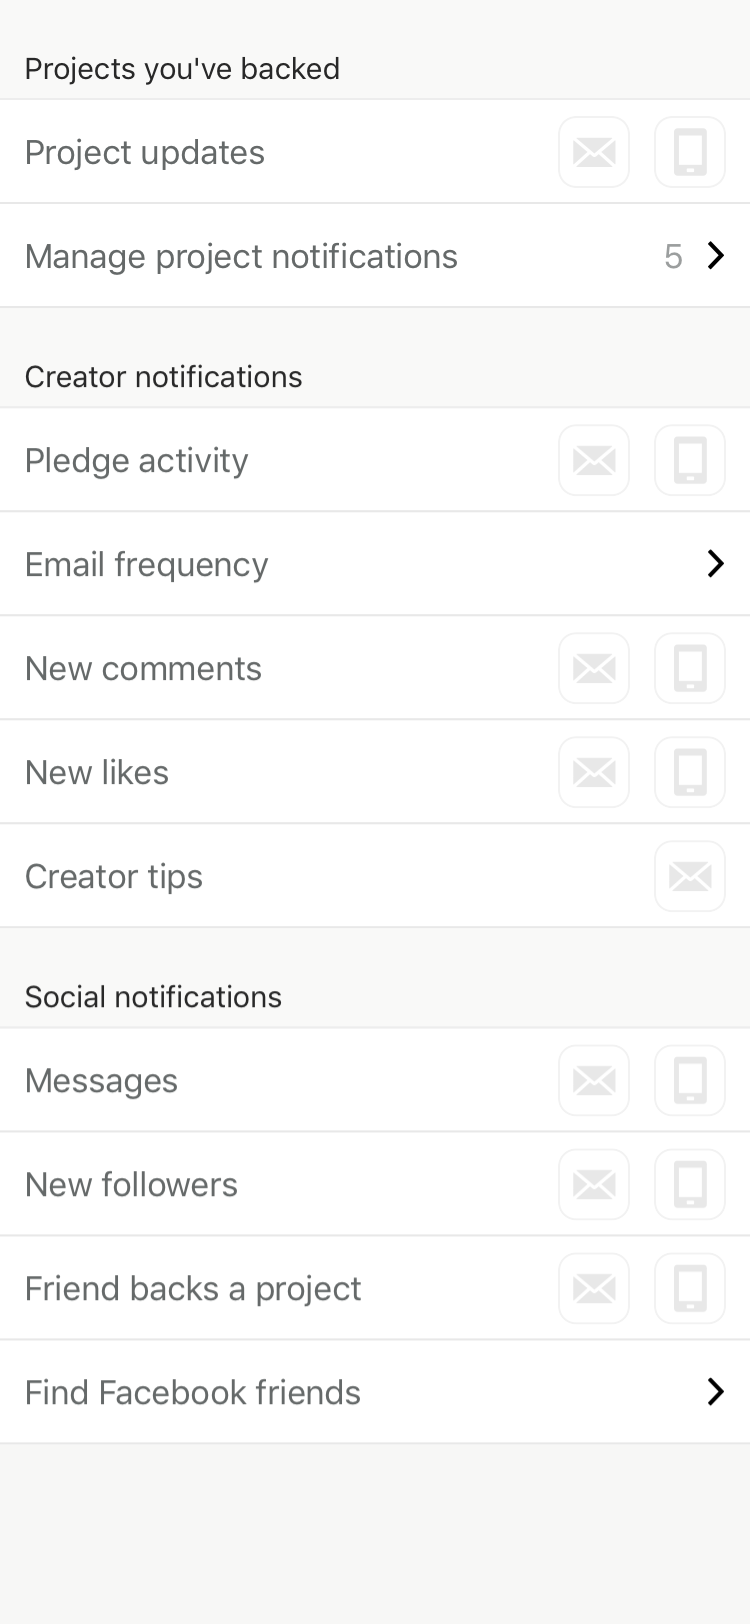 Projects you've backed
Project updates
Manage project notifications 5
Creator notifications
Pledge activity
Email frequency
New comments
New likes
Creator tips
Social notifications
Messages
New followers
Friend backs a project
Find Facebook friends